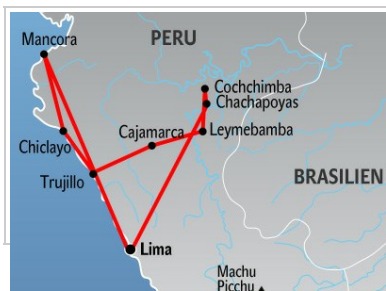 Mancora
PERU
Cochchimba
Chachapoyas
Cajamarca
Leymebamba
Chiclayo
Trujillo
BRASILIEN
Lima
Machu
Picchu